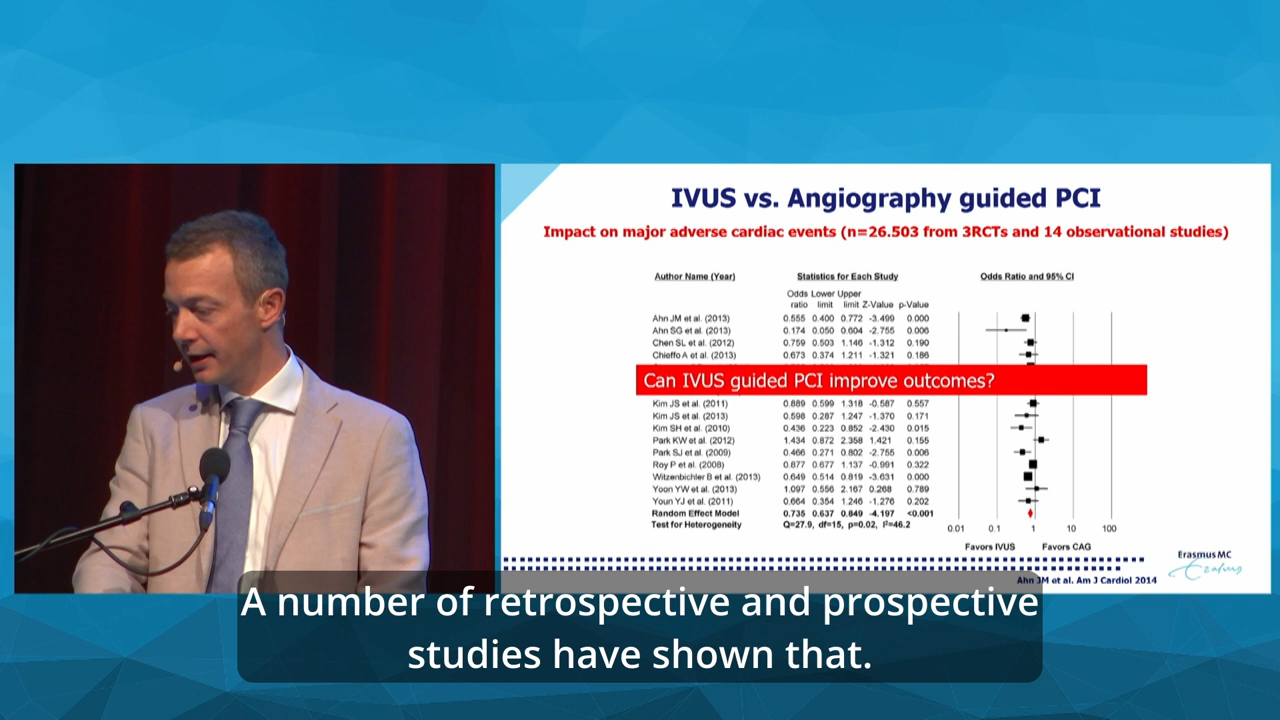 IVUS vs. Angiography guided PCI
Impact on major adverse cardiac events (n=26.503 from 3RCTs and 14 observational studies)
Author Name (Year) Statistics for Each Study Odds Ratio and 95% CI
Odds Lower Upper
ratio limit limit Z-Value p-Value
Ahn JM et al. (2013) 0.555 0.400 0.772 -3.499 0.000
Ahn SG et al. (2013) 0.174 0.050 0.604 -2.755 0.006
Chen SL et al. (2012) 0.759 0.503 1.146 -1.312 0.190
Chieffo A et al. (2013) 0.673 0.374 1.211 -1.321 0.186
Can IVUS guided PCI improve outcomes?
Kim JS et al. (2011) 0.889 0.599 1.318 -0.587 0.557
Kim JS et al. (2013) 0.598 0.287 1.247 -1.370 0.171
Kim SH et al. (2010) 0.436 0.223 0.852 -2.430 0.015
Park KW et al. (2012) 1.434 0.872 2.358 1.421 0.155
Park SJ et al. (2009) 0.466 0.271 0.802 -2.755 0.006
Roy P et al. (2008) 0.877 0.677 1.137 -0.991 0.322
Witzenbichler B et al. (2013) 0.649 0.514 0.819 -3.631 0.000
Yoon YW et al. (2013) 1.097 0.556 2.167 0.268 0.789
Youn YJ et al. (2011) 0.664 0.354 1.246 -1.276 0.202
Random Effect Model 0.735 0.637 0.849 -4.197 <0.001
Test for Heterogeneity Q=27.9, df=15, p=0.02, I²=46.2
0.01 0.1 1 10 100
Favors IVUS Favors CAG
Erasmus MC
Erasmus
Ahn JM et al. Am J Cardiol 2014
A number of retrospective and prospective
studies have shown that.